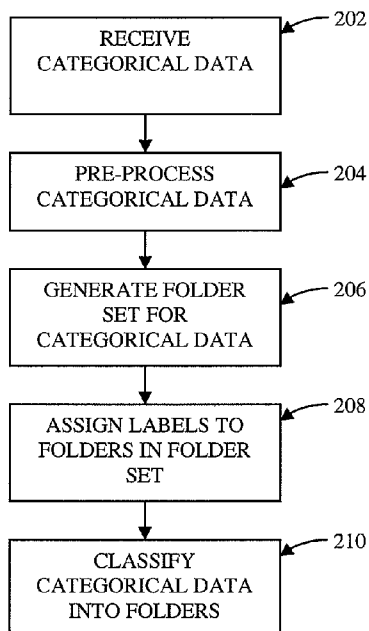 202
RECEIVE
CATEGORICAL DATA
204
PRE-PROCESS
CATEGORICAL DATA
206
GENERATE FOLDER
SET FOR
CATEGORICAL DATA
208
ASSIGN LABELS TO
FOLDERS IN FOLDER
SET
210
CLASSIFY
CATEGORICAL DATA
INTO FOLDERS